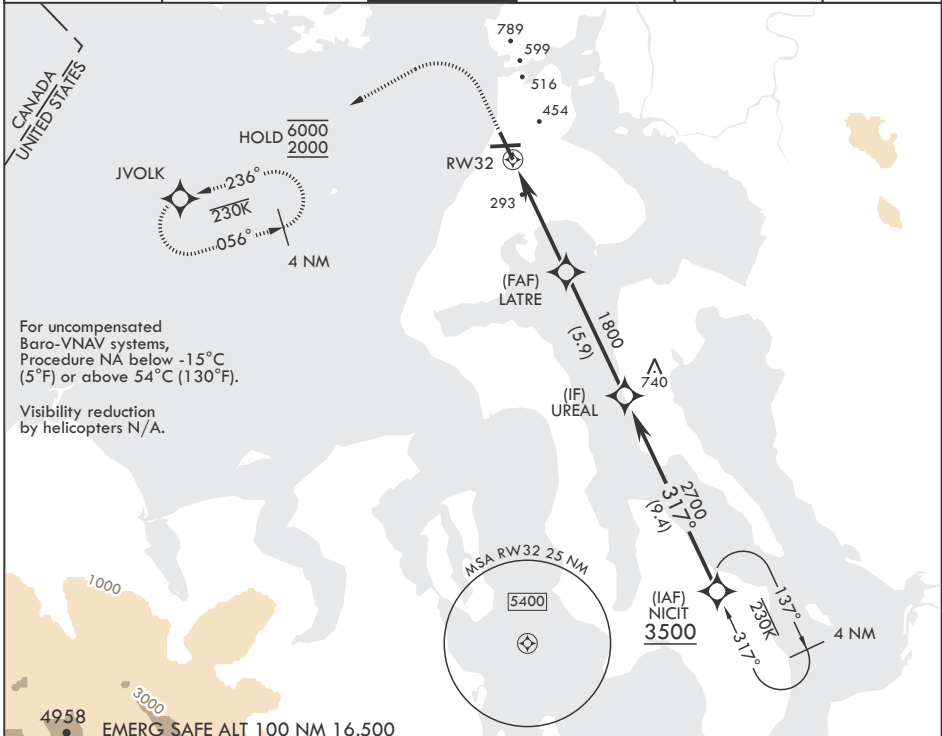 789
599
516
454
CANADA
UNITED STATES
HOLD 6000
2000
RW32
JVOLK
236°
230K
056°
4 NM
293
(FAF)
LATRE
1800
(5.9)
For uncompensated
Baro-VNAV systems,
Procedure NA below -15°C
(5°F) or above 54°C (130°F).
Visibility reduction
by helicopters N/A.
740
(IF)
UREAL
2700
317°
(9.4)
MSA RW32 25 NM
5400
(IAF)
NICIT
3500
137°
230K
317°
4 NM
1000
3000
4958
EMERG SAFE ALT 100 NM 16,500